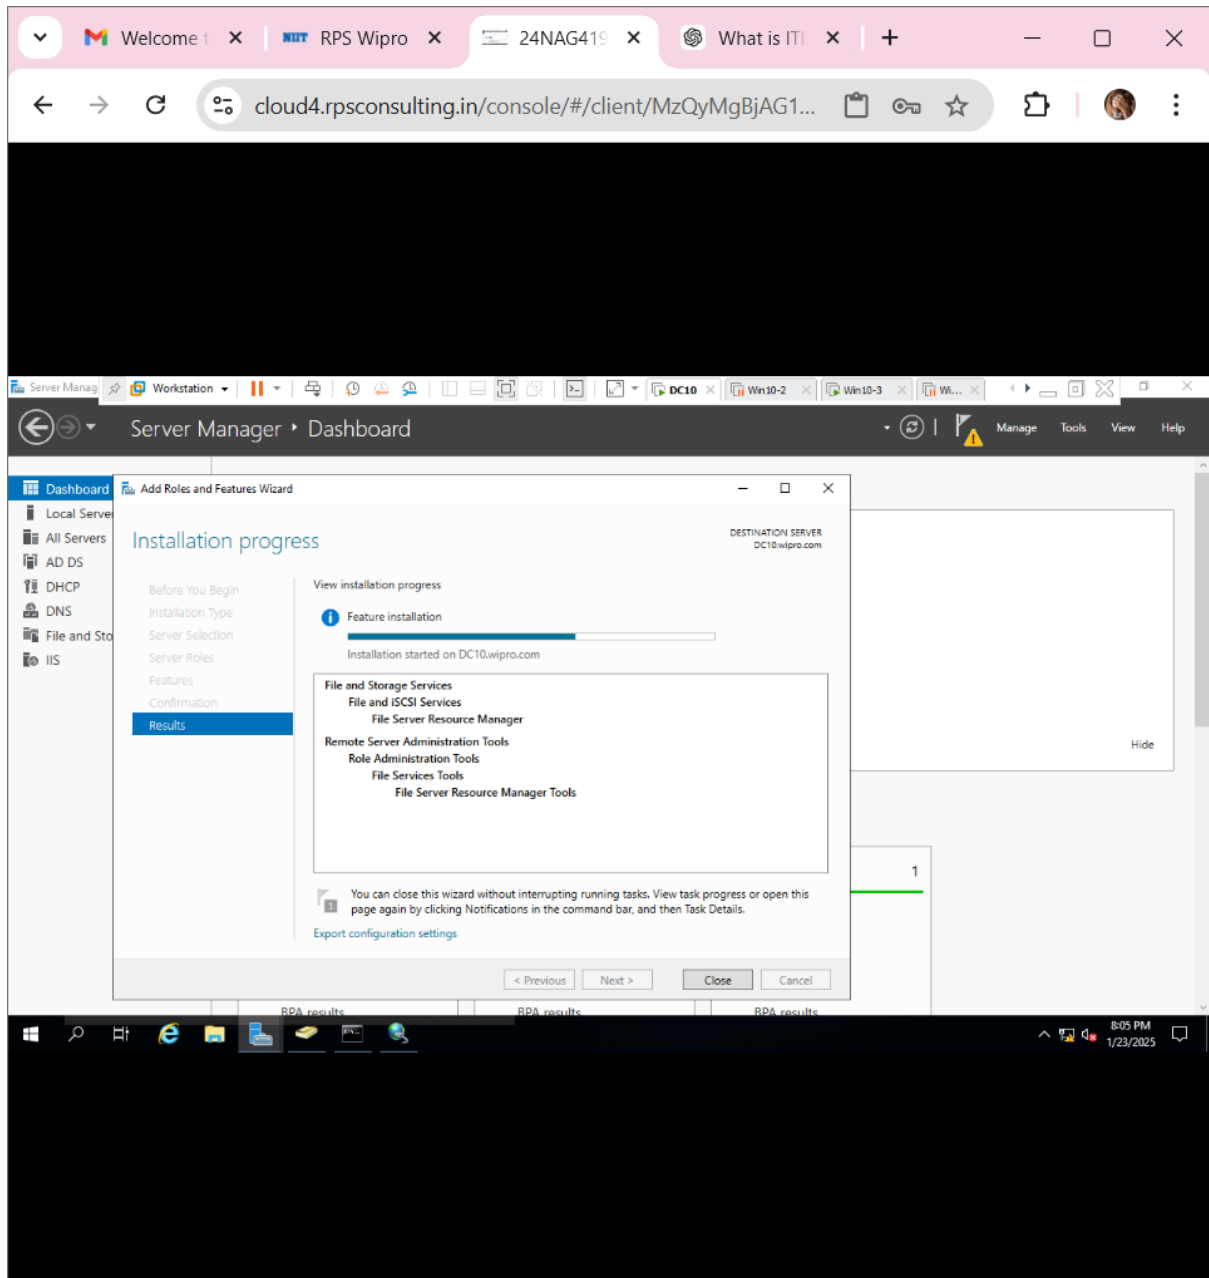 Welcome t
NIIT RPS Wipro
24NAG419
What is ITI
cloud4.rpsconsulting.in/console/#/client/MzQyMgBjAG1...
Server Manag
Workstation
DC10
Win10-2
Win10-3
Wi...
Server Manager
Dashboard
Manage
Tools
View
Help
Dashboard
Local Server
All Servers
AD DS
DHCP
DNS
File and Sto
IIS
Add Roles and Features Wizard
Installation progress
DESTINATION SERVER
DC10.wipro.com
Before You Begin
Installation Type
Server Selection
Server Roles
Features
Confirmation
Results
View installation progress
Feature installation
Installation started on DC10.wipro.com
File and Storage Services
File and iSCSI Services
File Server Resource Manager
Remote Server Administration Tools
Role Administration Tools
File Services Tools
File Server Resource Manager Tools
1
You can close this wizard without interrupting running tasks. View task progress or open this
page again by clicking Notifications in the command bar, and then Task Details.
Export configuration settings
< Previous
Next >
Close
Cancel
Hide
1
BPA results
BPA results
BPA results
8:05 PM
1/23/2025